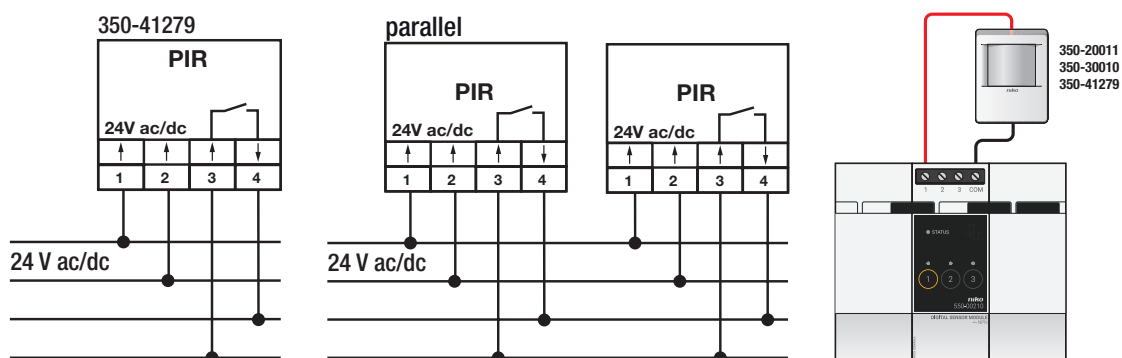 350-41279
PIR
24V ac/dc
1 2 3 4
24 V ac/dc
parallel
PIR
24V ac/dc
1 2 3 4
PIR
24V ac/dc
1 2 3 4
24 V ac/dc
350-20011
350-30010
350-41279
niko
1 2 3 COM
STATUS
1 2 3
niko
550-00210
DIGITAL SENSOR MODULE